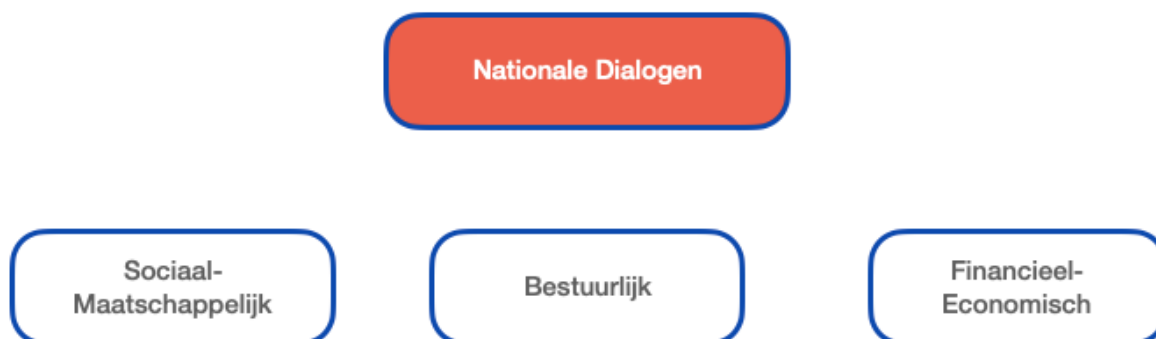 Nationale Dialogen
Sociaal-
Maatschappelijk
Bestuurlijk
Financieel-
Economisch